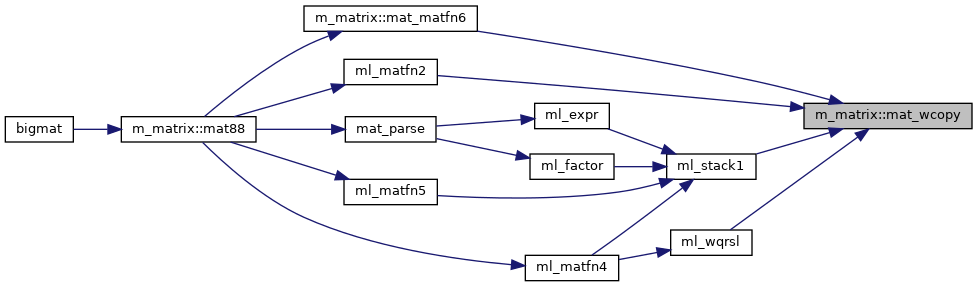 m_matrix::mat_matfn6
ml_matfn2
ml_expr
m_matrix::mat_wcopy
bigmat
m_matrix::mat88
mat_parse
ml_factor
ml_stack1
ml_matfn5
ml_wqrsl
ml_matfn4